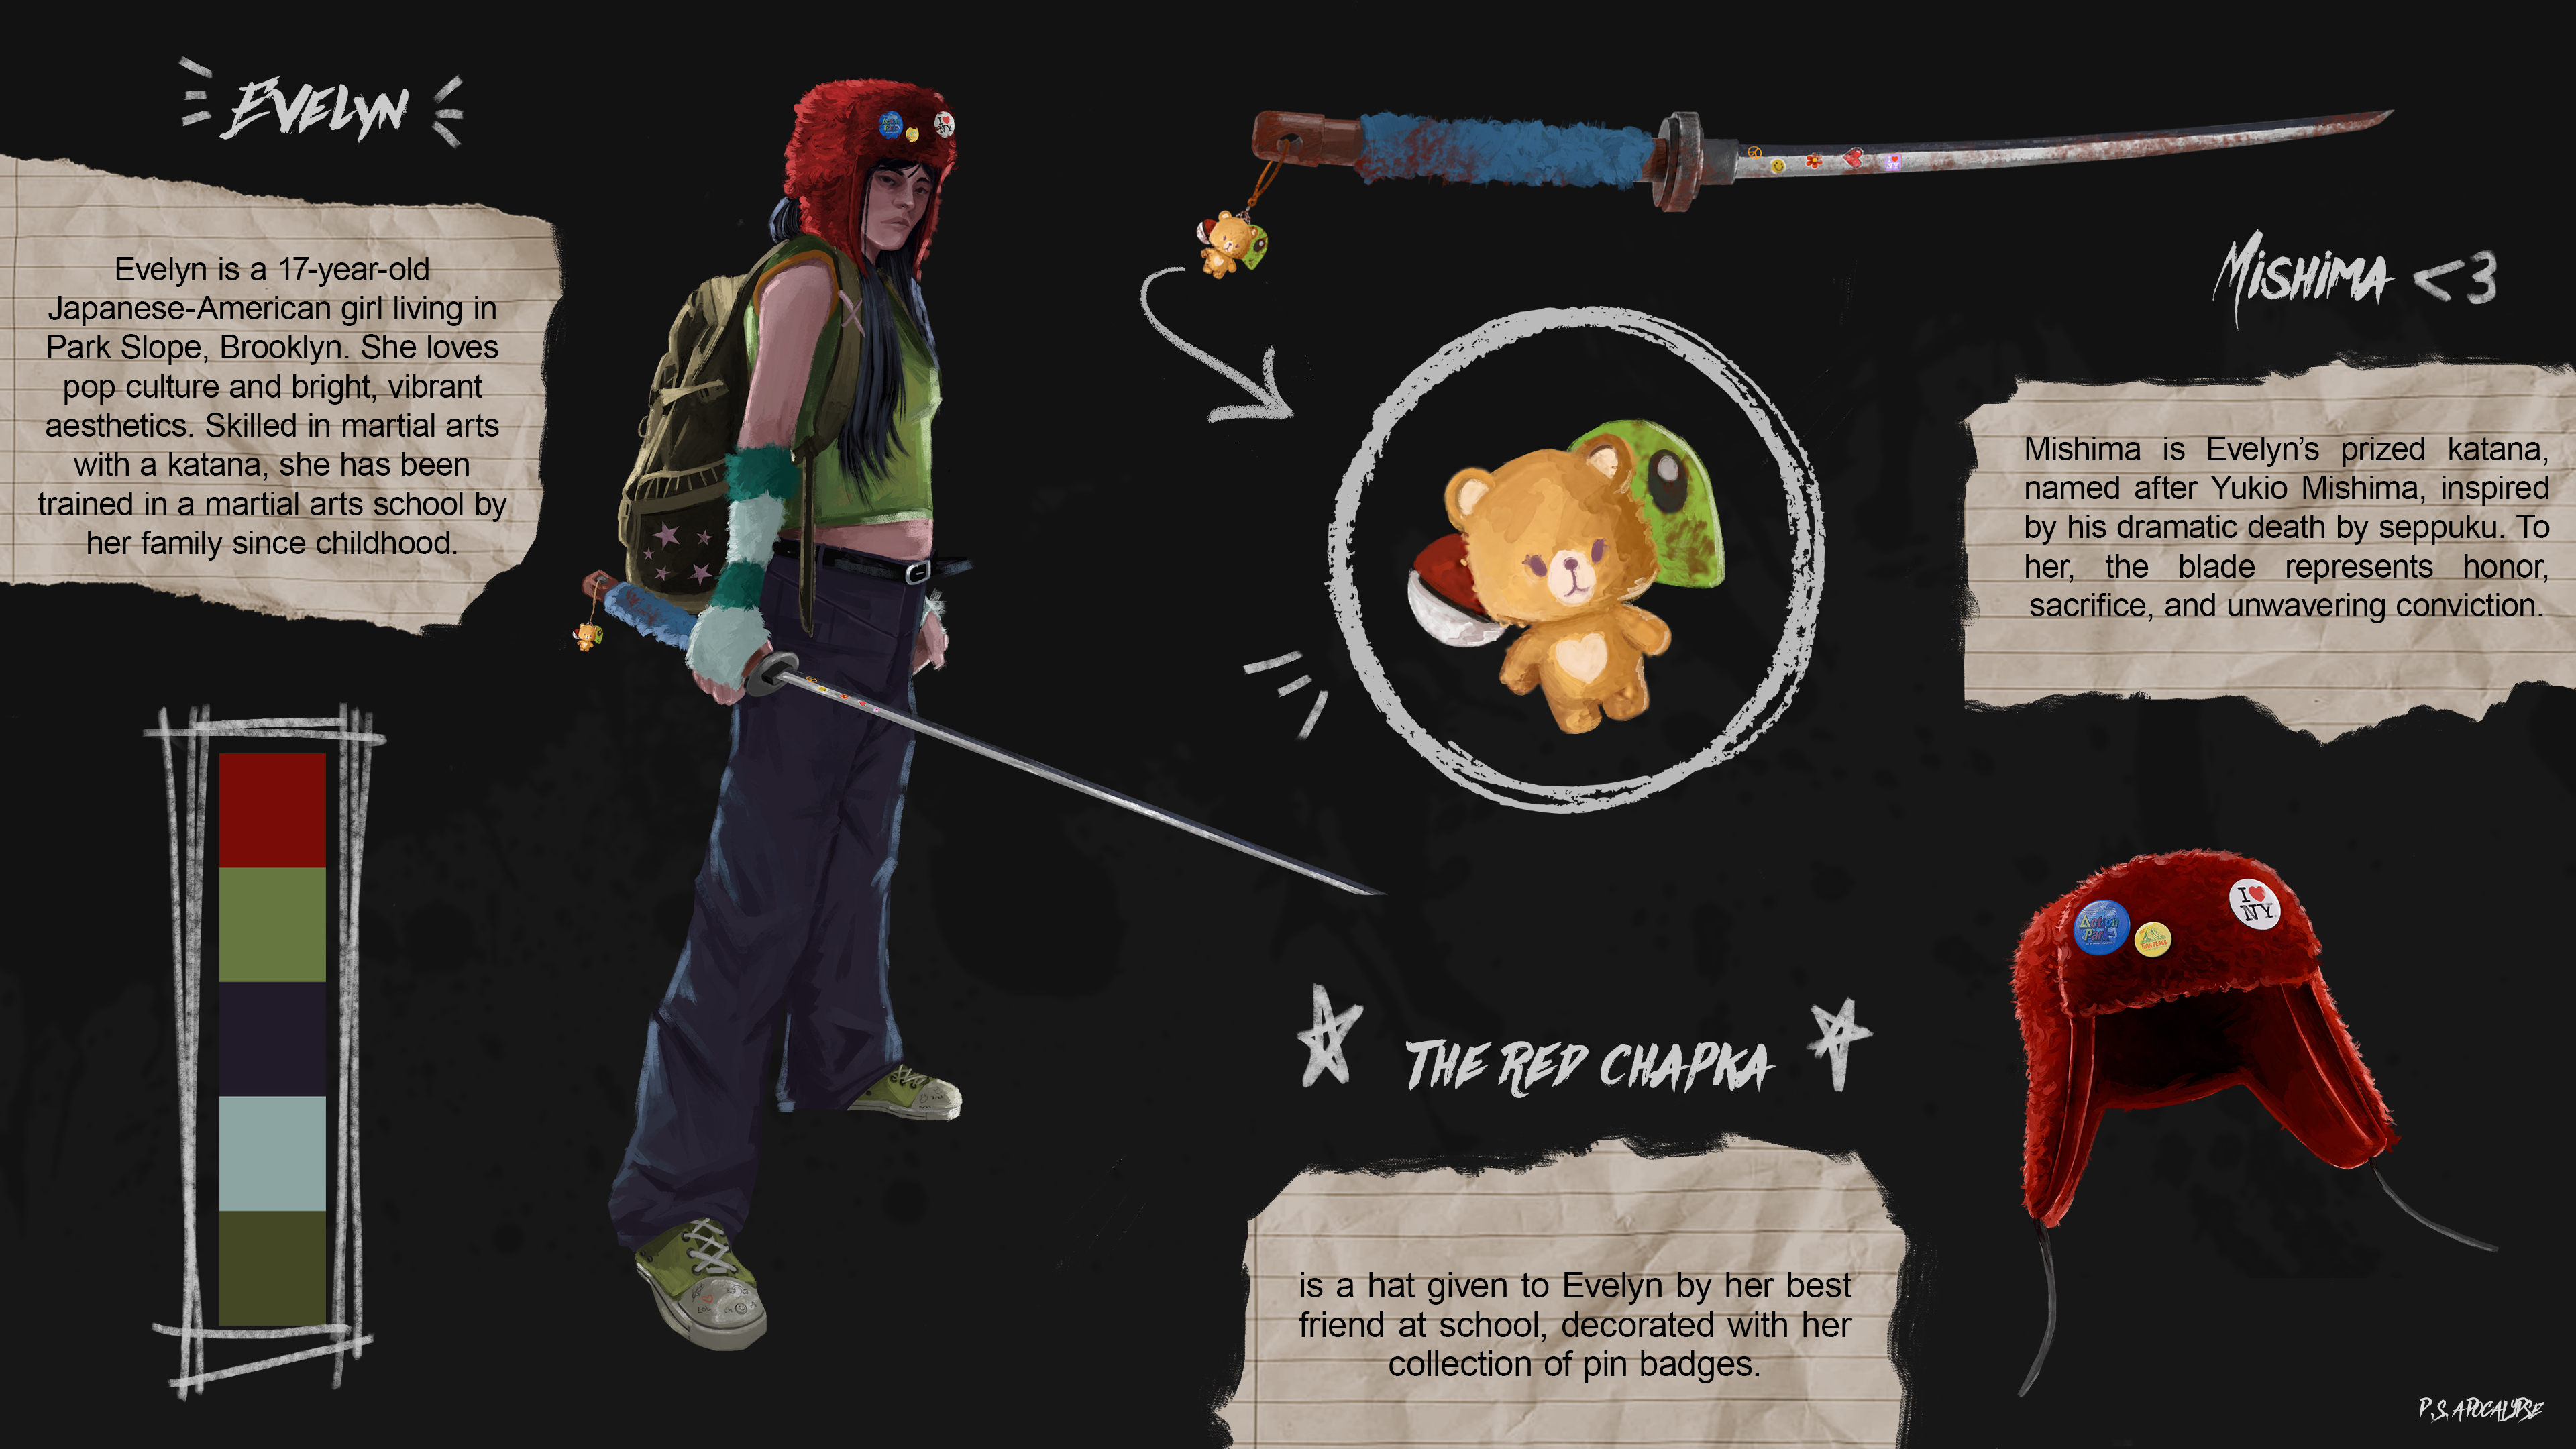 EVELYN
Evelyn is a 17-year-old
Japanese-American girl living in
Park Slope, Brooklyn. She loves
pop culture and bright, vibrant
aesthetics. Skilled in martial arts
with a katana, she has been
trained in a martial arts school by
her family since childhood.
MISHIMA <3
Mishima is Evelyn’s prized katana,
named after Yukio Mishima, inspired
by his dramatic death by seppuku. To
her, the blade represents honor,
sacrifice, and unwavering conviction.
THE RED CHAPKA
is a hat given to Evelyn by her best
friend at school, decorated with her
collection of pin badges.
Action
Park
TWIN PEAKS
I ❤
NY
P.S. APOCALYPSE